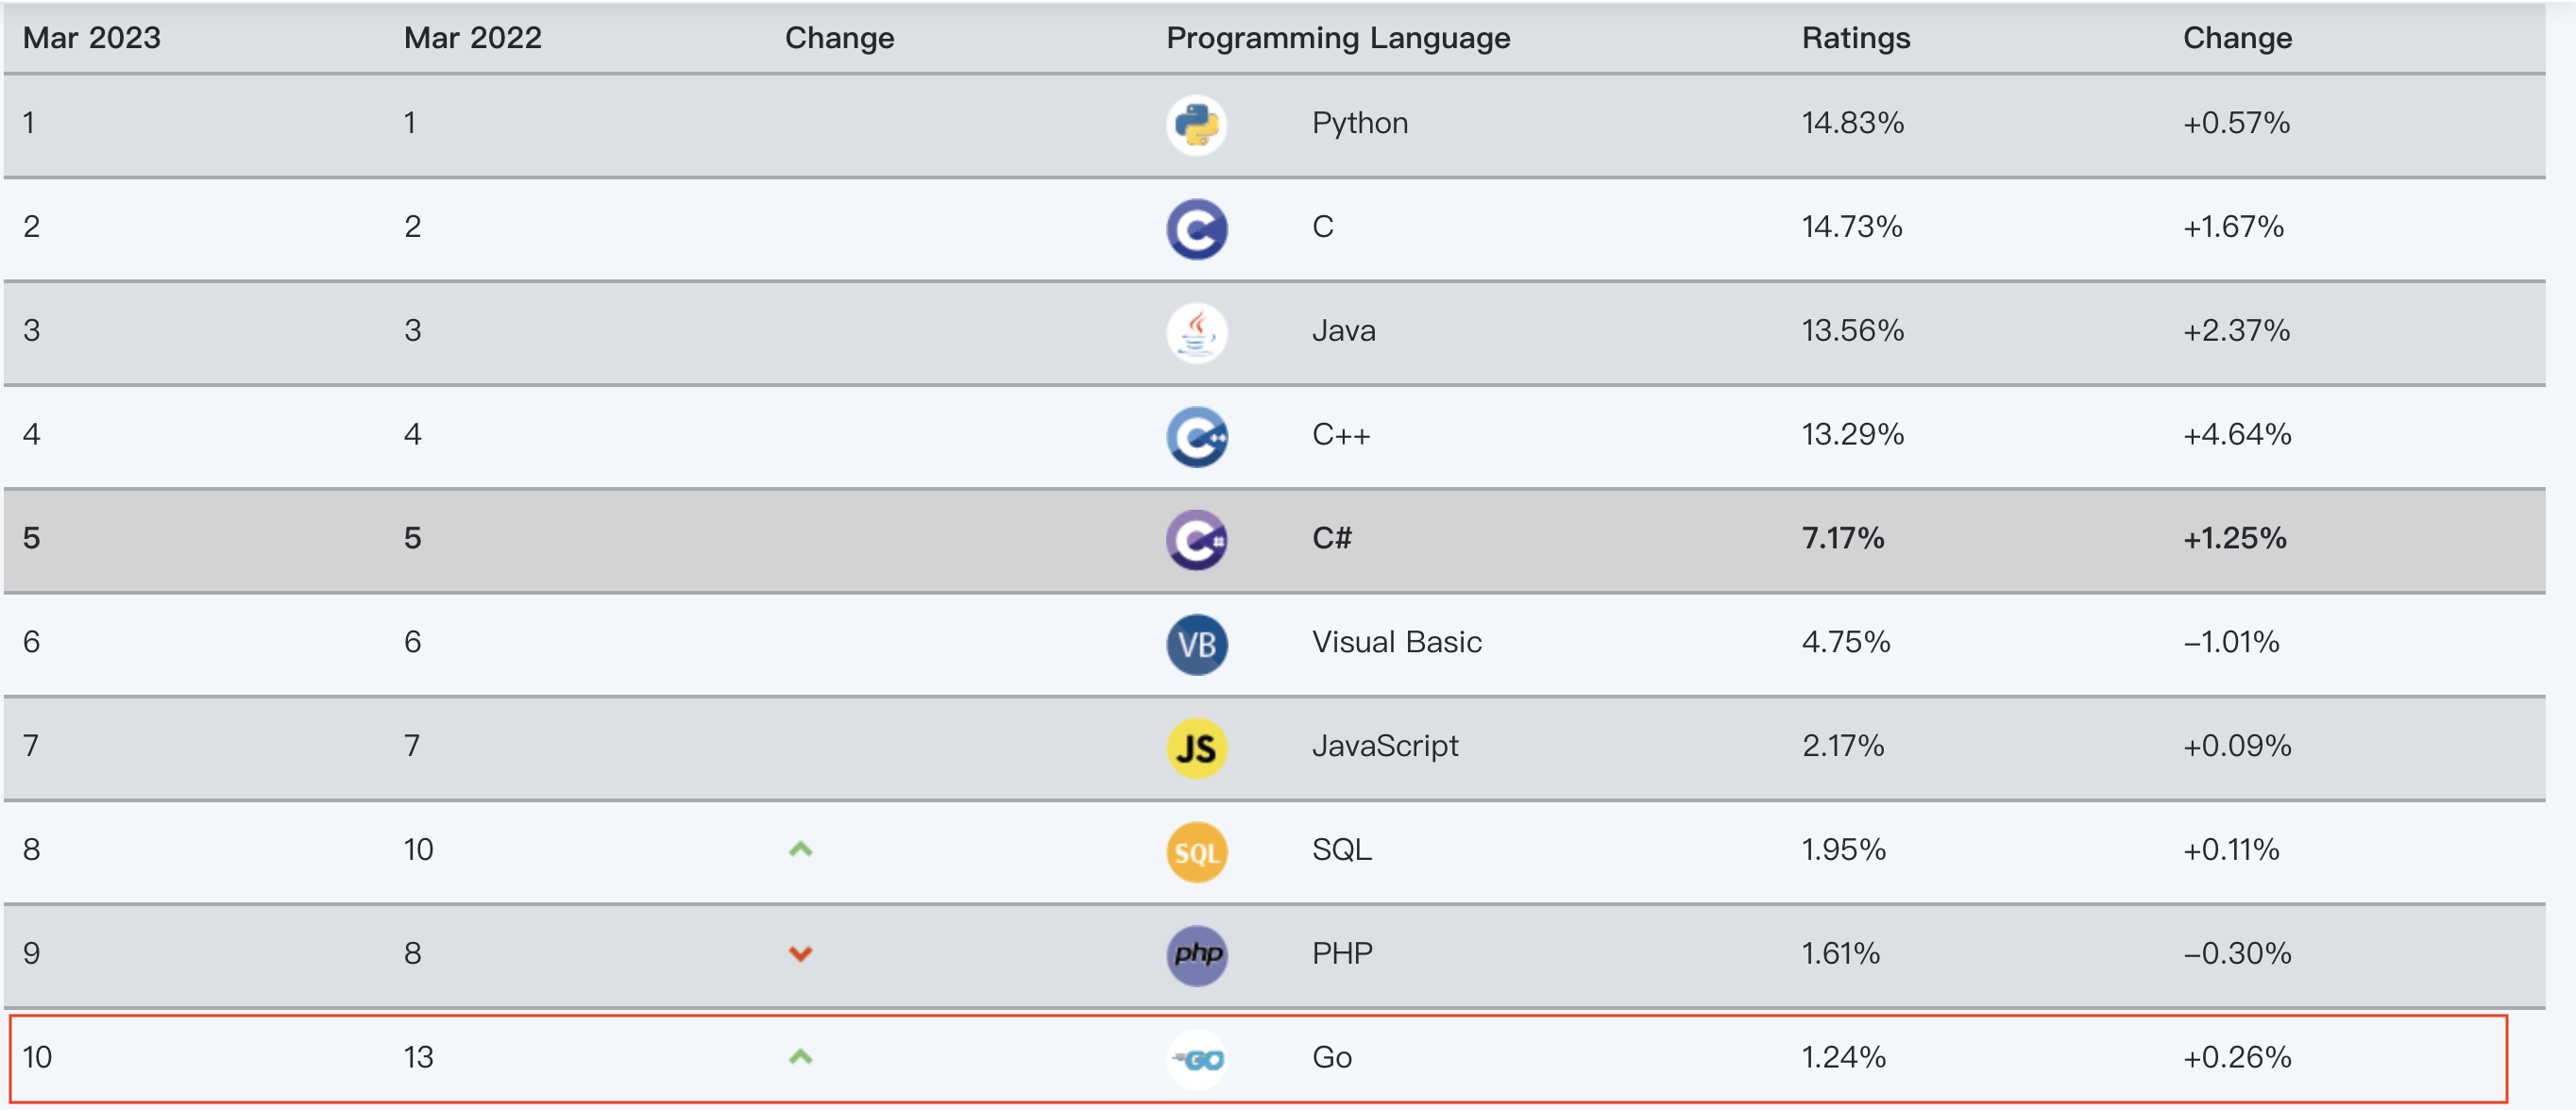 Mar 2023 Mar 2022 Change Programming Language Ratings Change
1 1 Python 14.83% +0.57%
2 2 C C 14.73% +1.67%
3 3 Java 13.56% +2.37%
4 4 C++ C++ 13.29% +4.64%
5 5 C# C# 7.17% +1.25%
6 6 VB Visual Basic 4.75% −1.01%
7 7 JS JavaScript 2.17% +0.09%
8 10 SQL SQL 1.95% +0.11%
9 8 php PHP 1.61% −0.30%
10 13 GO Go 1.24% +0.26%